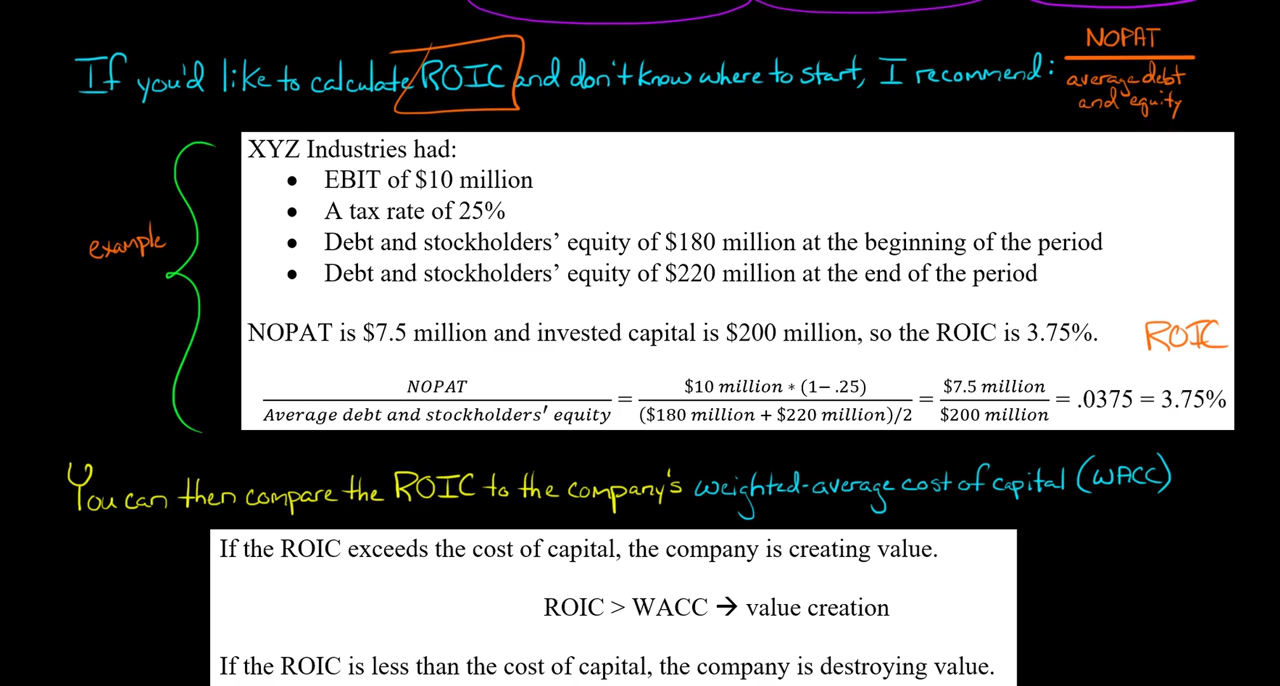 If you'd like to calculate ROIC and don't know where to start, I recommend: NOPAT
average debt
and equity
XYZ Industries had:
• EBIT of $10 million
• A tax rate of 25%
example
• Debt and stockholders' equity of $180 million at the beginning of the period
• Debt and stockholders' equity of $220 million at the end of the period
NOPAT is $7.5 million and invested capital is $200 million, so the ROIC is 3.75%. ROIC
NOPAT / Average debt and stockholders' equity = $10 million * (1− .25) / ($180 million + $220 million)/2 = $7.5 million / $200 million = .0375 = 3.75%
You can then compare the ROIC to the company's weighted-average cost of capital (WACC)
If the ROIC exceeds the cost of capital, the company is creating value.
ROIC > WACC → value creation
If the ROIC is less than the cost of capital, the company is destroying value.